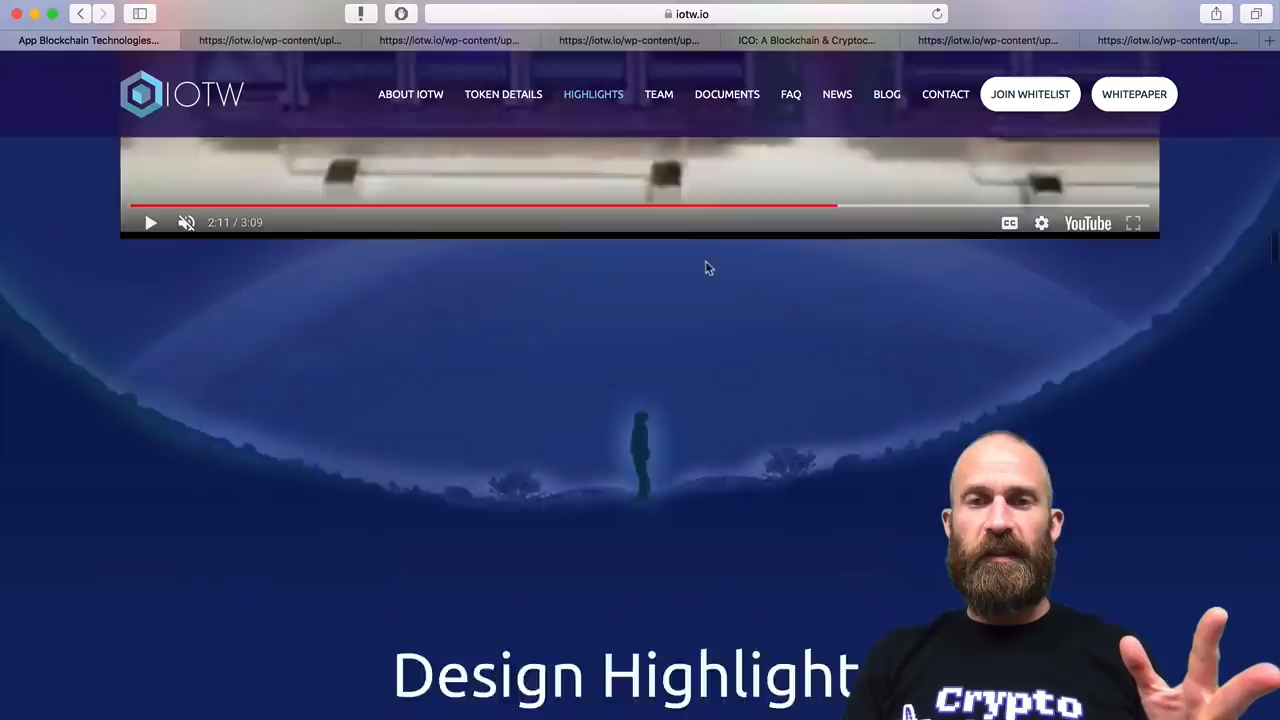 iotw.io
App Blockchain Technologies...
https://iotw.io/wp-content/upl...
https://iotw.io/wp-content/up...
https://iotw.io/wp-content/up...
ICO: A Blockchain & Cryptoc...
https://iotw.io/wp-content/up...
https://iotw.io/wp-content/up...
IOTW
ABOUT IOTW
TOKEN DETAILS
HIGHLIGHTS
TEAM
DOCUMENTS
FAQ
NEWS
BLOG
CONTACT
JOIN WHITELIST
WHITEPAPER
2:11 / 3:09
CC
YouTube
Design Highlight
Crypto